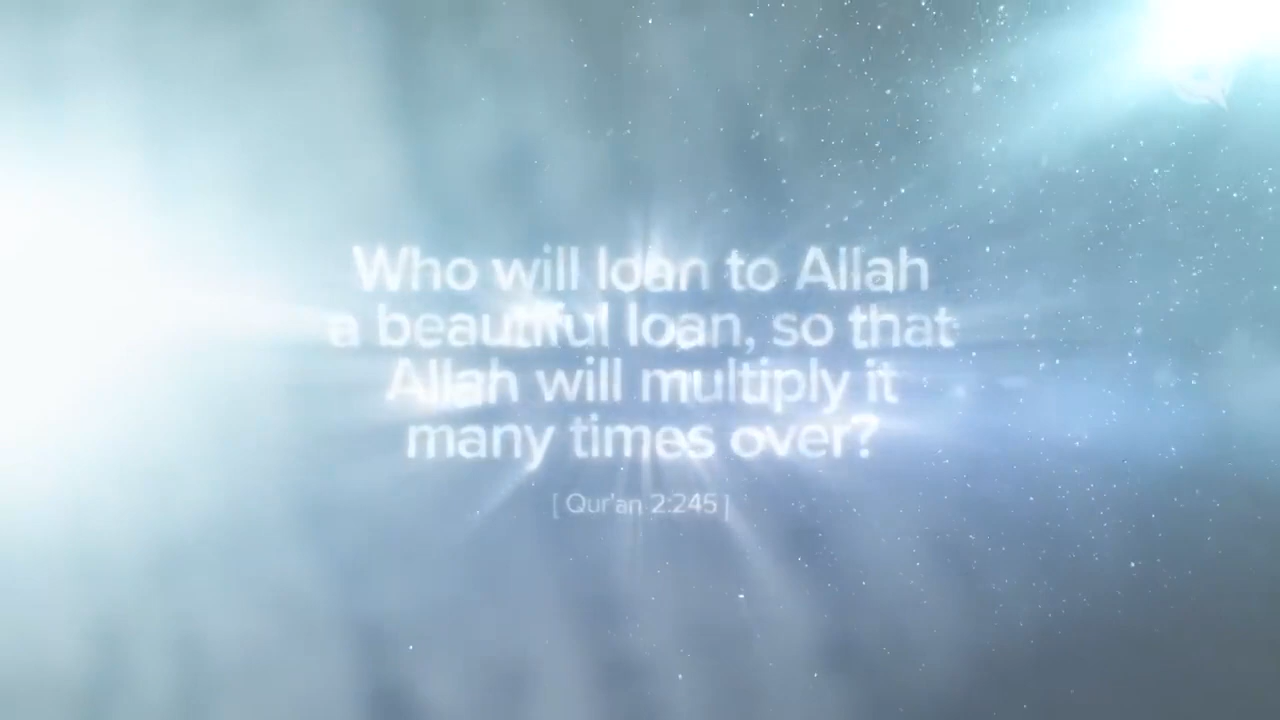 Who will loan to Allah
a beautiful loan, so that
Allah will multiply it
many times over?
[ Qur'an 2:245 ]